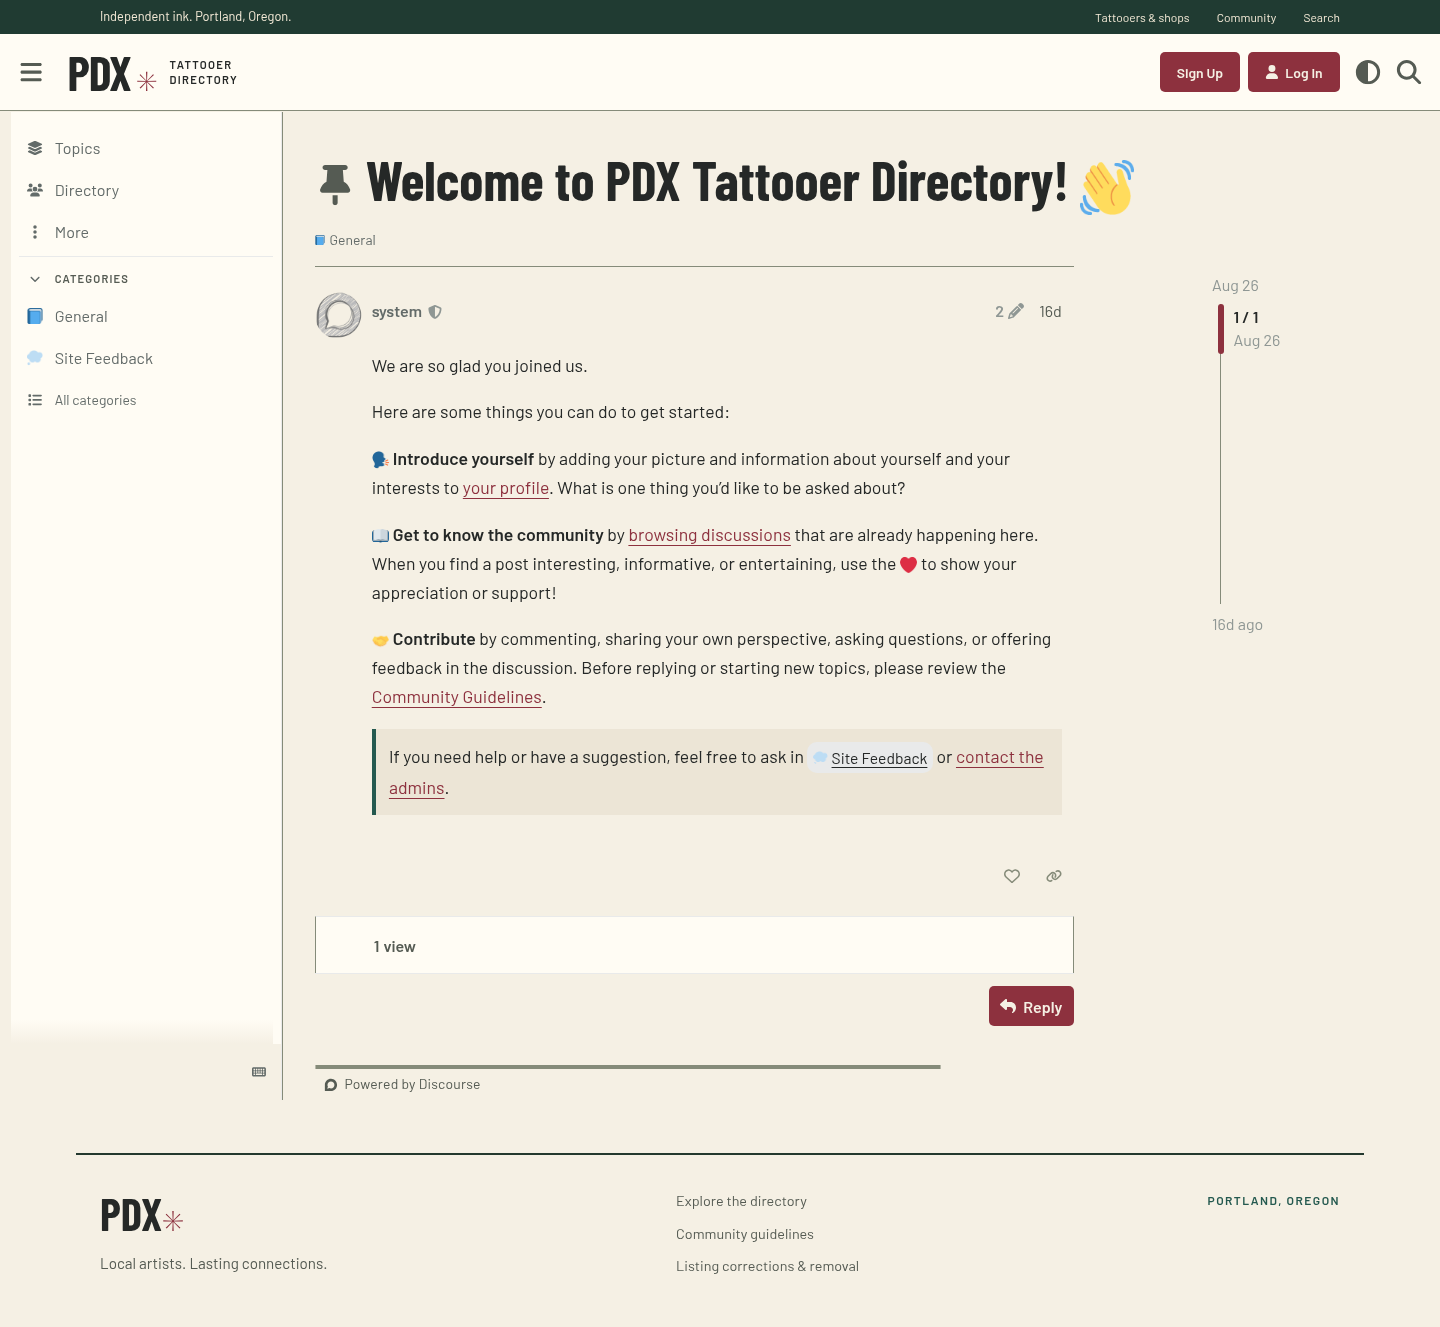 Independent ink. Portland, Oregon.
Tattooers & shops
Community
Search
PDX
TATTOOER
DIRECTORY
Sign Up
Log In
Topics
Directory
More
CATEGORIES
General
Site Feedback
All categories
Welcome to PDX Tattooer Directory!
General
system
2
16d
We are so glad you joined us.
Here are some things you can do to get started:
Introduce yourself by adding your picture and information about yourself and your
interests to your profile. What is one thing you’d like to be asked about?
Get to know the community by browsing discussions that are already happening here.
When you find a post interesting, informative, or entertaining, use the to show your
appreciation or support!
Contribute by commenting, sharing your own perspective, asking questions, or offering
feedback in the discussion. Before replying or starting new topics, please review the
Community Guidelines.
If you need help or have a suggestion, feel free to ask in Site Feedback or contact the
admins.
1 view
Reply
Aug 26
1 / 1
Aug 26
16d ago
Powered by Discourse
PDX
Local artists. Lasting connections.
Explore the directory
Community guidelines
Listing corrections & removal
PORTLAND, OREGON